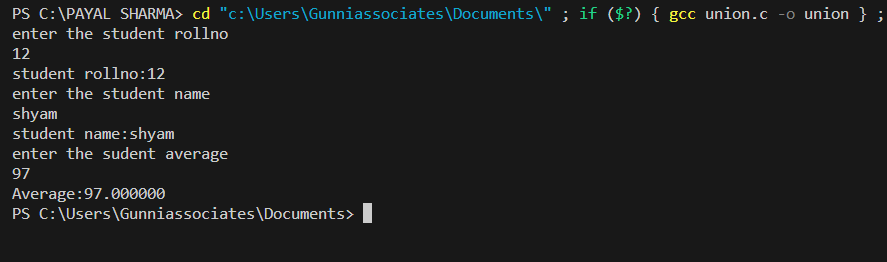 PS C:\PAYAL SHARMA> cd "c:\Users\Gunniassociates\Documents\" ; if ($?) { gcc union.c -o union } ;
enter the student rollno
12
student rollno:12
enter the student name
shyam
student name:shyam
enter the sudent average
97
Average:97.000000
PS C:\Users\Gunniassociates\Documents>